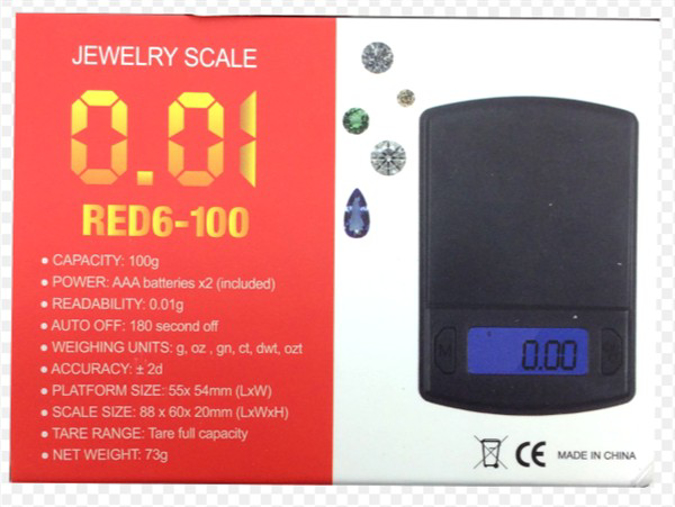 JEWELRY SCALE
0.01
RED6-100
• CAPACITY: 100g
• POWER: AAA batteries x2 (included)
• READABILITY: 0.01g
• AUTO OFF: 180 second off
• WEIGHING UNITS: g, oz , gn, ct, dwt, ozt
• ACCURACY: ± 2d
• PLATFORM SIZE: 55x 54mm (LxW)
• SCALE SIZE: 88 x 60x 20mm (LxWxH)
• TARE RANGE: Tare full capacity
• NET WEIGHT: 73g
M
0.00
CE
MADE IN CHINA